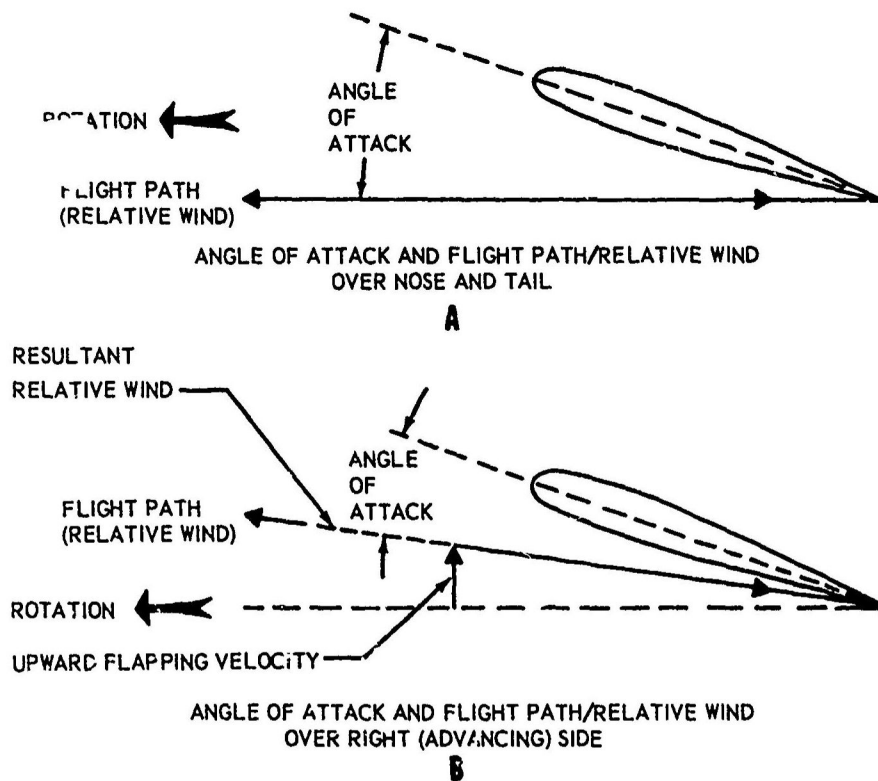 ROTATION
ANGLE
OF
ATTACK
FLIGHT PATH
(RELATIVE WIND)
ANGLE OF ATTACK AND FLIGHT PATH/RELATIVE WIND
OVER NOSE AND TAIL
A
RESULTANT
RELATIVE WIND
ANGLE
OF
ATTACK
FLIGHT PATH
(RELATIVE WIND)
ROTATION
UPWARD FLAPPING VELOCITY
ANGLE OF ATTACK AND FLIGHT PATH/RELATIVE WIND
OVER RIGHT (ADVANCING) SIDE
B